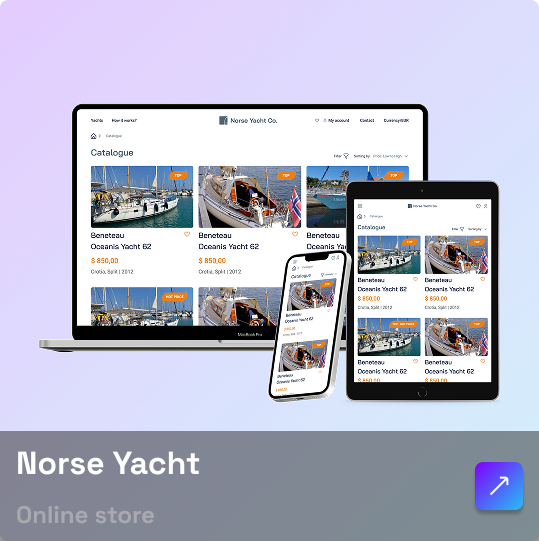 Yachts How it works? Norse Yacht Co. My account Contact Currency/EUR
Catalogue
Catalogue
Filter Sorting by: Price: Low to high
TOP TOP
Beneteau Beneteau
Oceanis Yacht 62 Oceanis Yacht 62
$ 850,00 $ 850,00
Crotia, Split | 2012 Crotia, Split | 2012
HOT PRICE
MacBook Pro
Catalogue
Catalogue
TOP
Beneteau
Oceanis Yacht 62
TOP
Beneteau
Oceanis Yacht 62
Norse Yacht Co.
Catalogue
Catalogue
Filter Sorting by
TOP TOP
Beneteau Beneteau
Oceanis Yacht 62 Oceanis Yacht 62
$ 850,00 $ 850,00
Crotia, Split | 2012 Crotia, Split | 2012
HOT PRICE TOP
Beneteau Beneteau
Oceanis Yacht 62 Oceanis Yacht 62
$ 850,00 $ 850,00
Norse Yacht
Online store